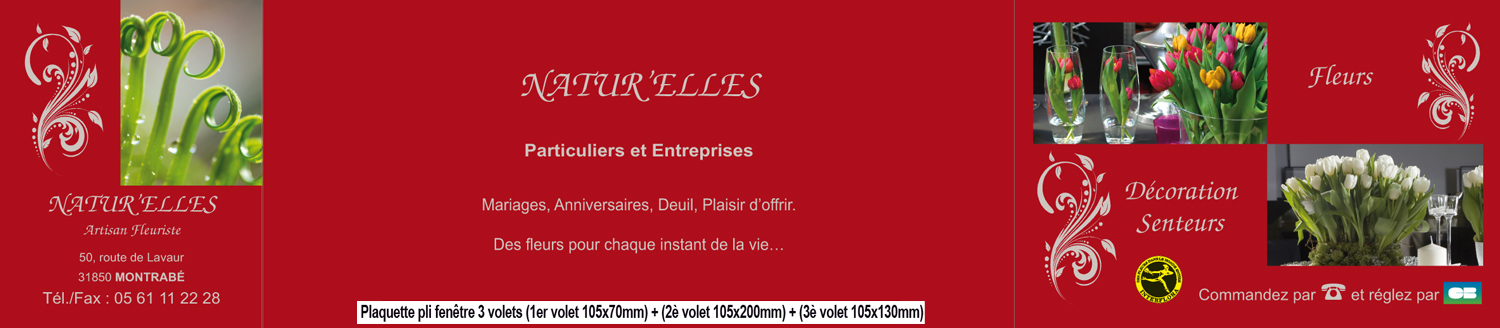 NATUR'ELLES
Artisan Fleuriste
50, route de Lavaur
31850 MONTRABÉ
Tél./Fax : 05 61 11 22 28
NATUR'ELLES
Particuliers et Entreprises
Mariages, Anniversaires, Deuil, Plaisir d'offrir.
Des fleurs pour chaque instant de la vie…
Plaquette pli fenêtre 3 volets (1er volet 105x70mm) + (2è volet 105x200mm) + (3è volet 105x130mm)
Fleurs
Décoration
Senteurs
INTERFLORA
Commandez par ☎ et réglez par CB